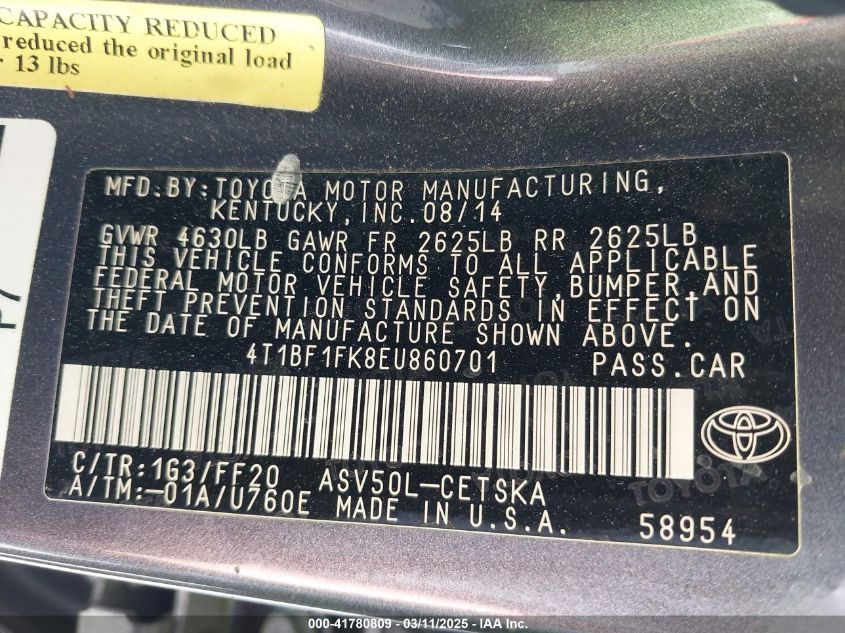 CAPACITY REDUCED
reduced the original load
13 lbs
MFD. BY: TOYOTA MOTOR MANUFACTURING,
KENTUCKY, INC. 08/14
GVWR 4630LB GAWR FR 2625LB RR 2625LB
THIS VEHICLE CONFORMS TO ALL APPLICABLE
FEDERAL MOTOR VEHICLE SAFETY, BUMPER, AND
THEFT PREVENTION STANDARDS IN EFFECT ON
THE DATE OF MANUFACTURE SHOWN ABOVE.
4T1BF1FK8EU860701 PASS. CAR
C/TR: 1G3/FF20 ASV50L-CETSKA
A/TM: -01A/U760E MADE IN U.S.A. 58954
000-41780809 - 03/11/2025 - IAA Inc.